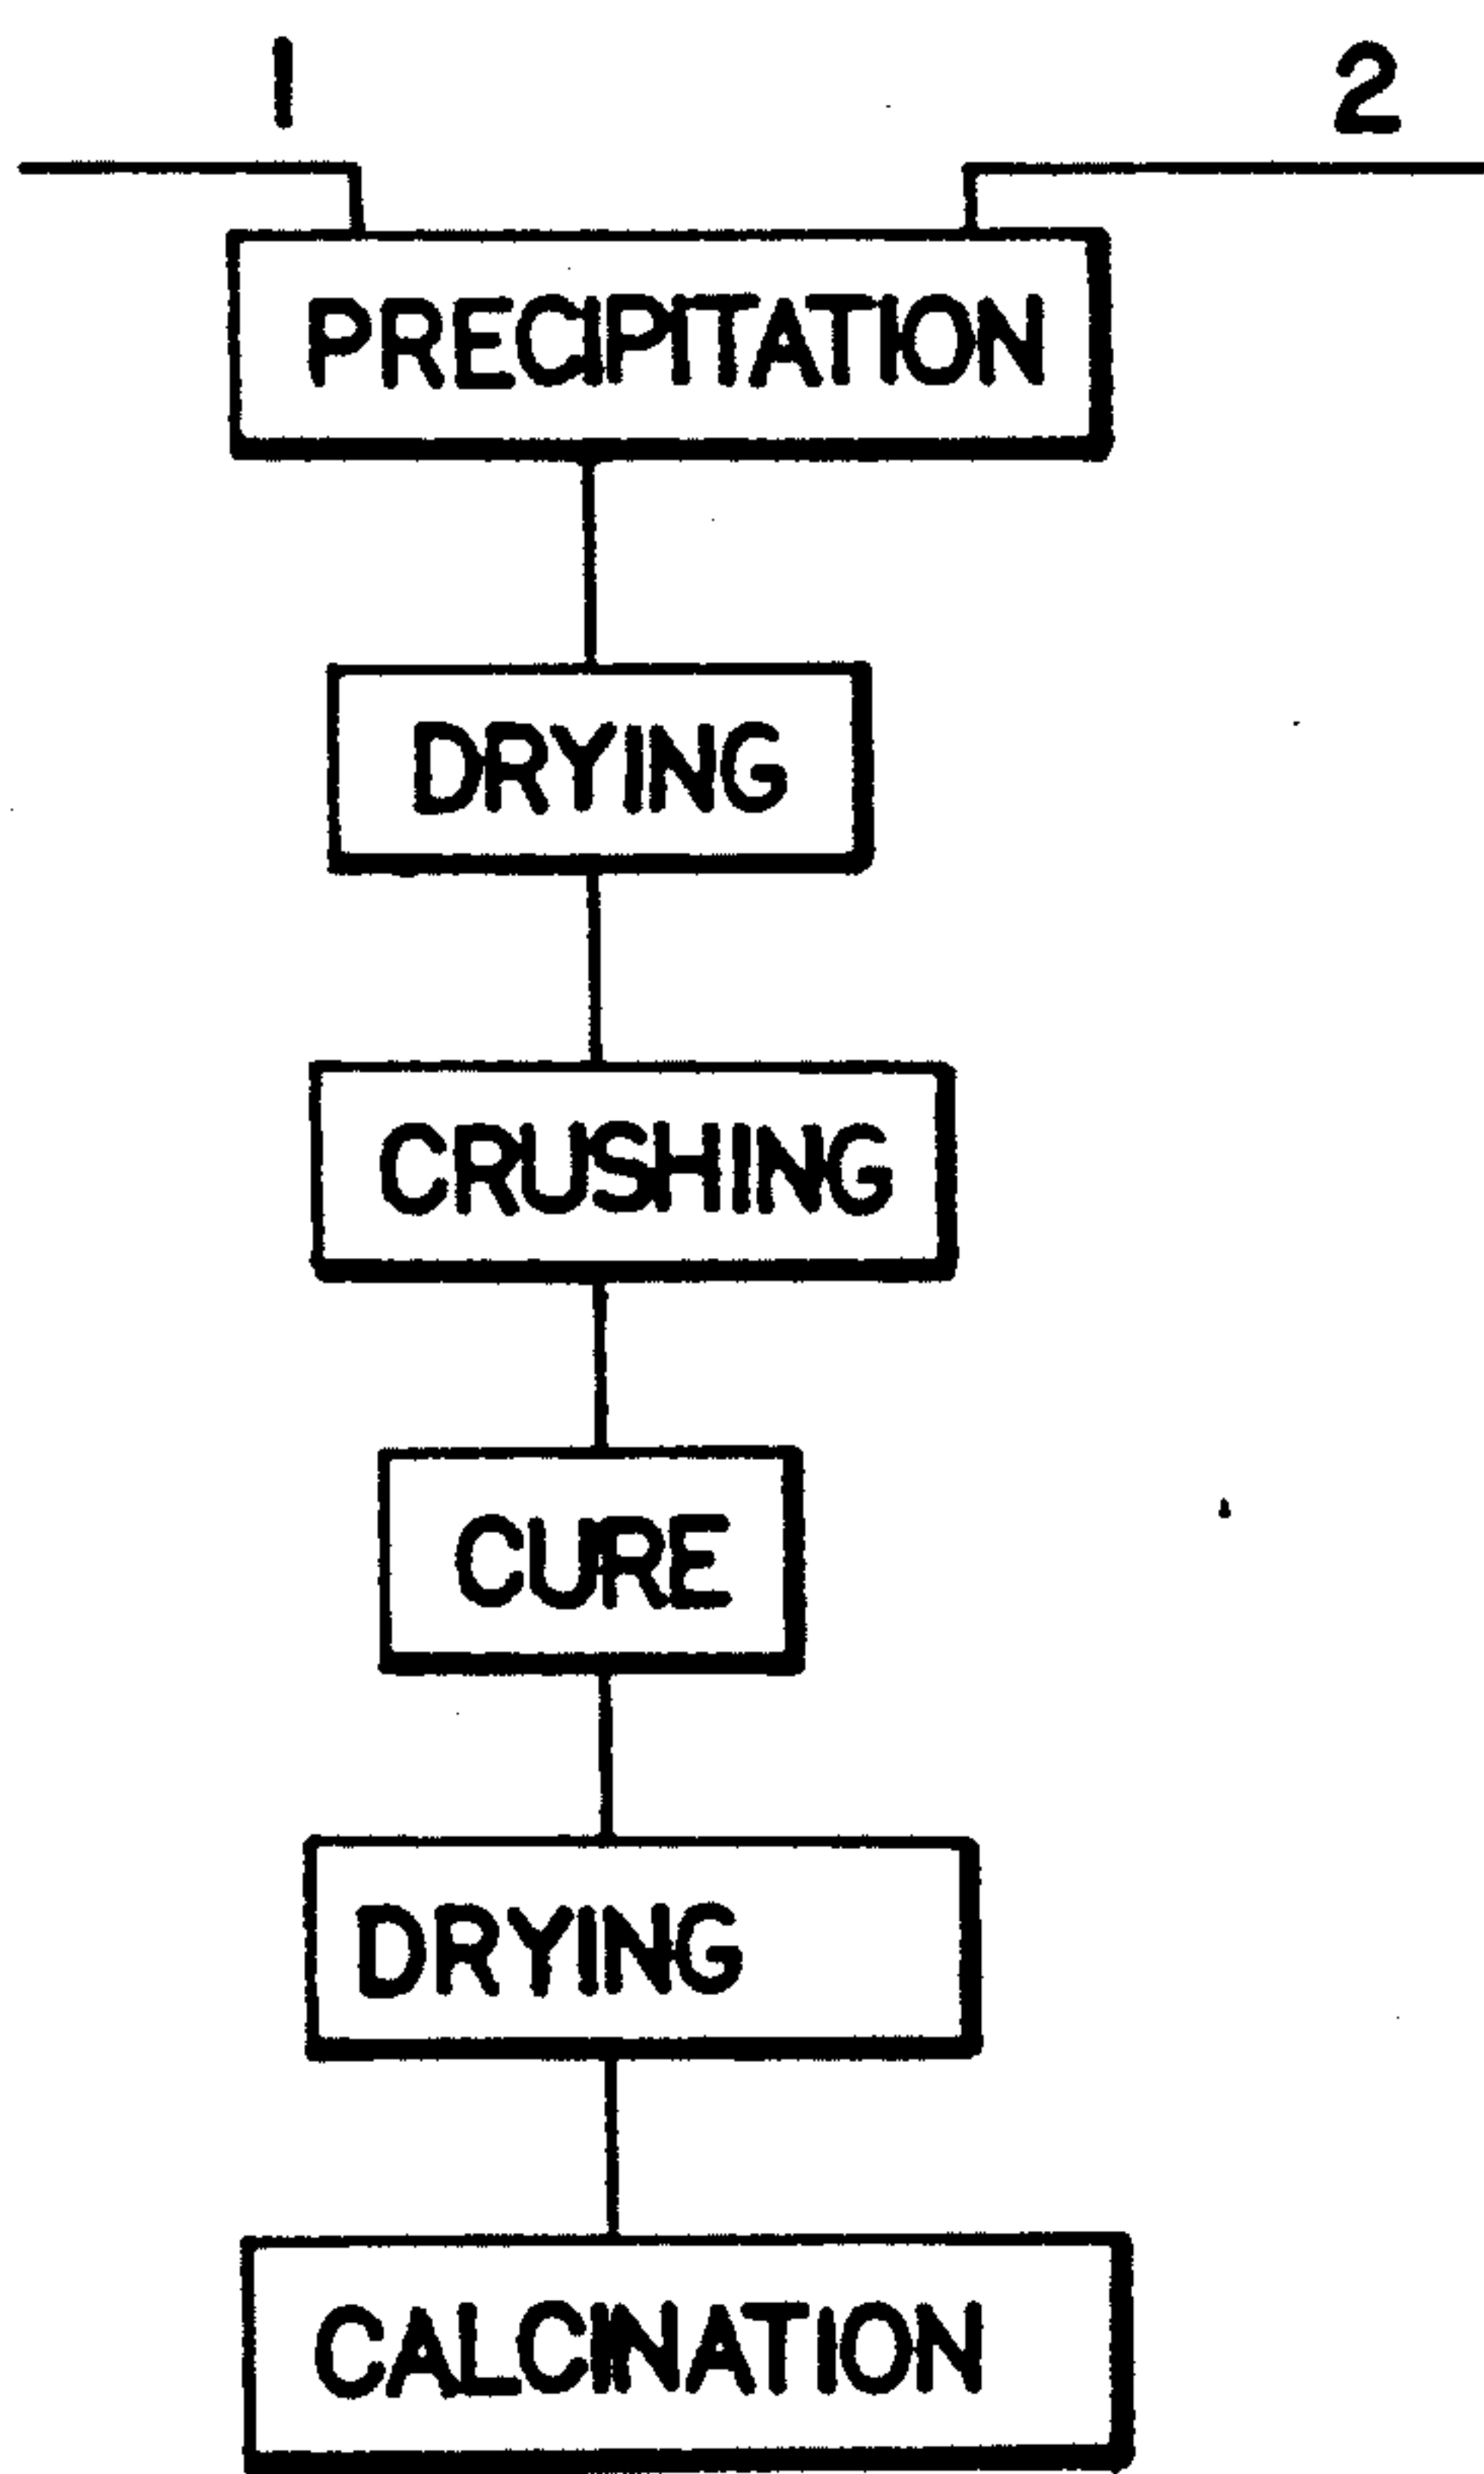 1 2
PRECIPITATION
DRYING
CRUSHING
CURE
DRYING
CALCINATION